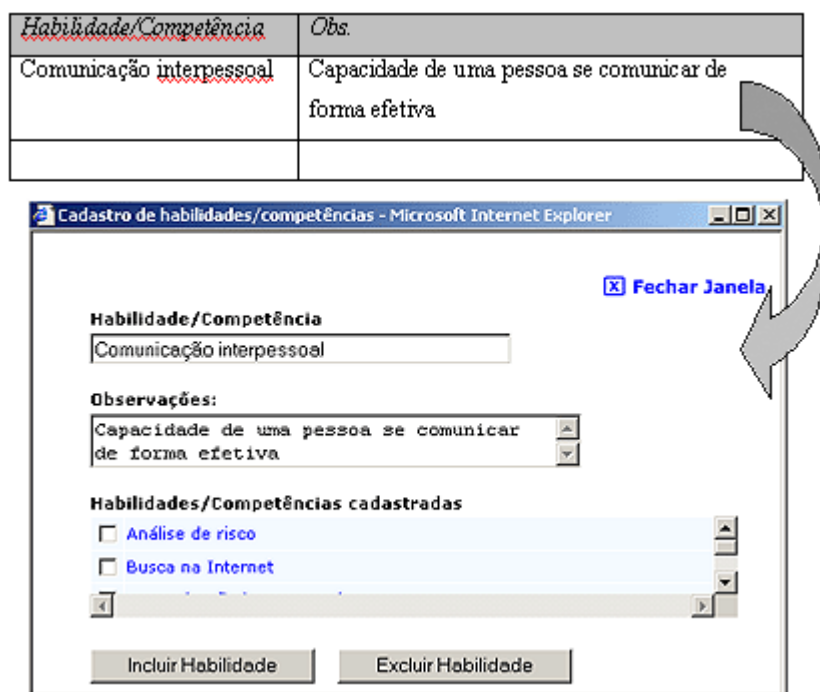 Habilidade/Competência Obs.
Comunicação interpessoal Capacidade de uma pessoa se comunicar de
forma efetiva
Cadastro de habilidades/competências - Microsoft Internet Explorer
X Fechar Janela
Habilidade/Competência
Comunicação interpessoal
Observações:
Capacidade de uma pessoa se comunicar
de forma efetiva
Habilidades/Competências cadastradas
Análise de risco
Busca na Internet
Incluir Habilidade Excluir Habilidade